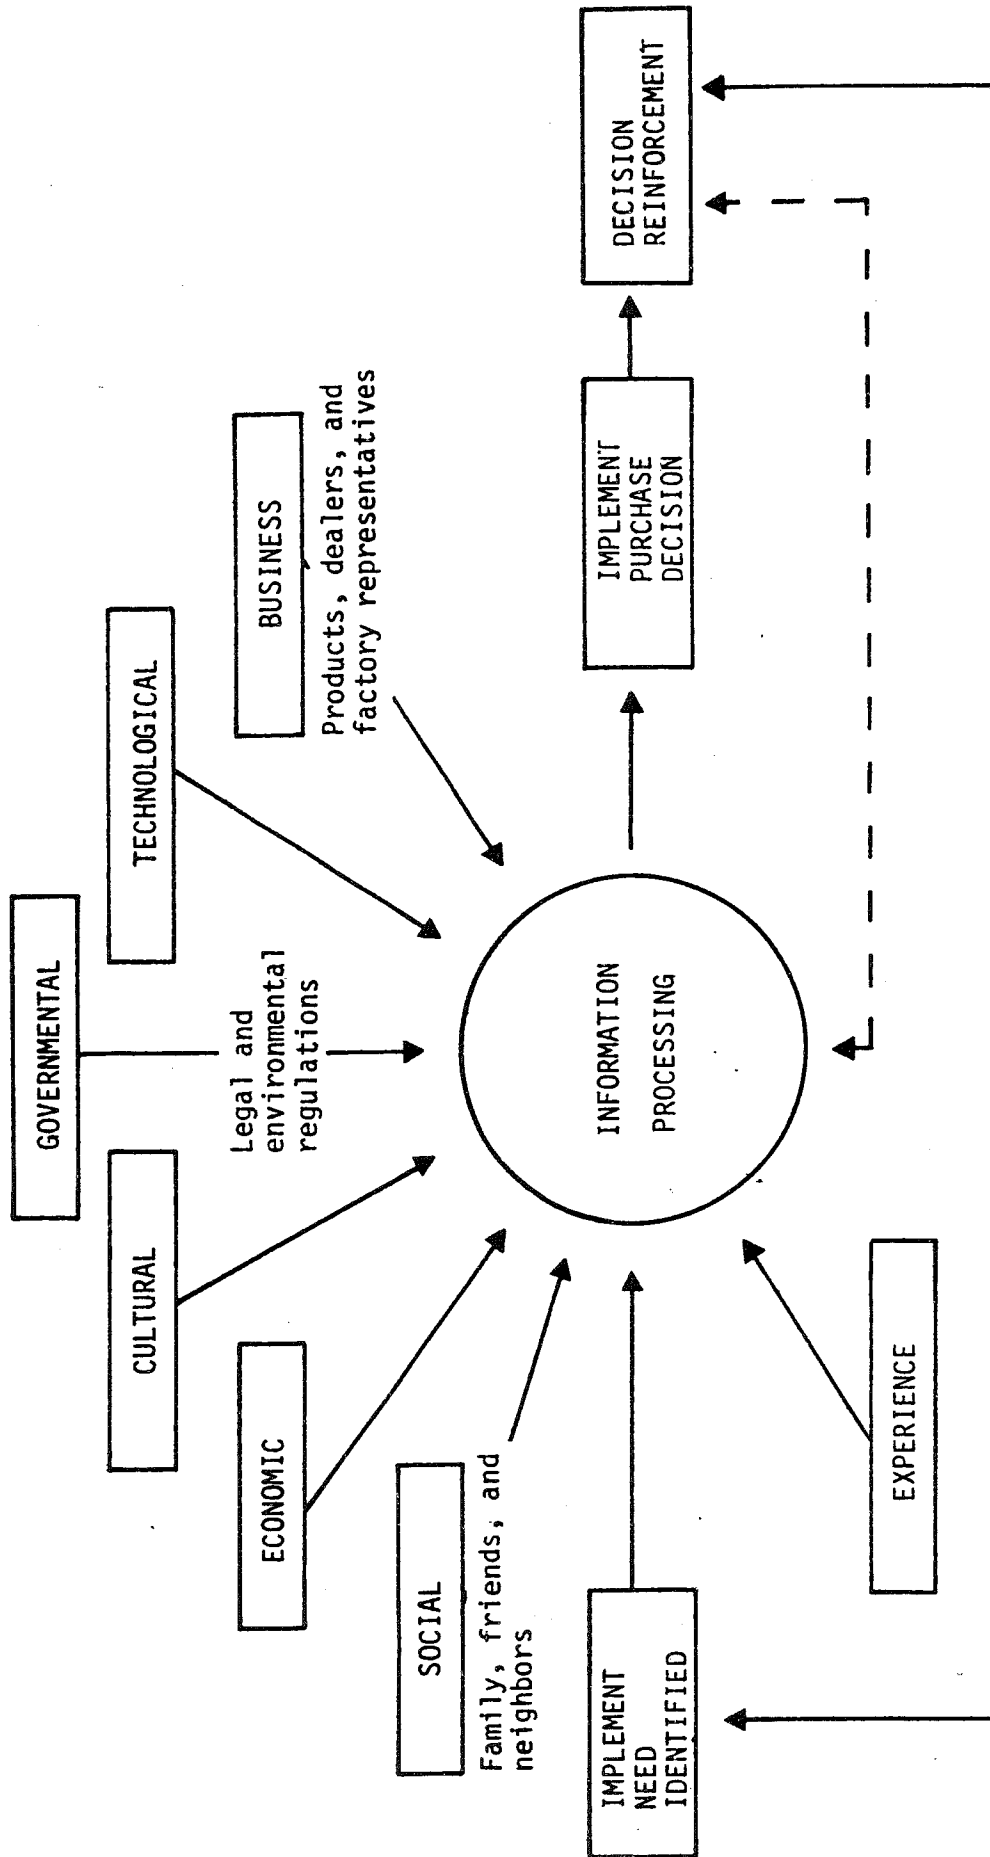 GOVERNMENTAL
CULTURAL
TECHNOLOGICAL
Legal and
environmental
regulations
ECONOMIC
BUSINESS
Products, dealers, and
factory representatives
SOCIAL
Family, friends, and
neighbors
IMPLEMENT
NEED
IDENTIFIED
INFORMATION
PROCESSING
IMPLEMENT
PURCHASE
DECISION
DECISION
REINFORCEMENT
EXPERIENCE